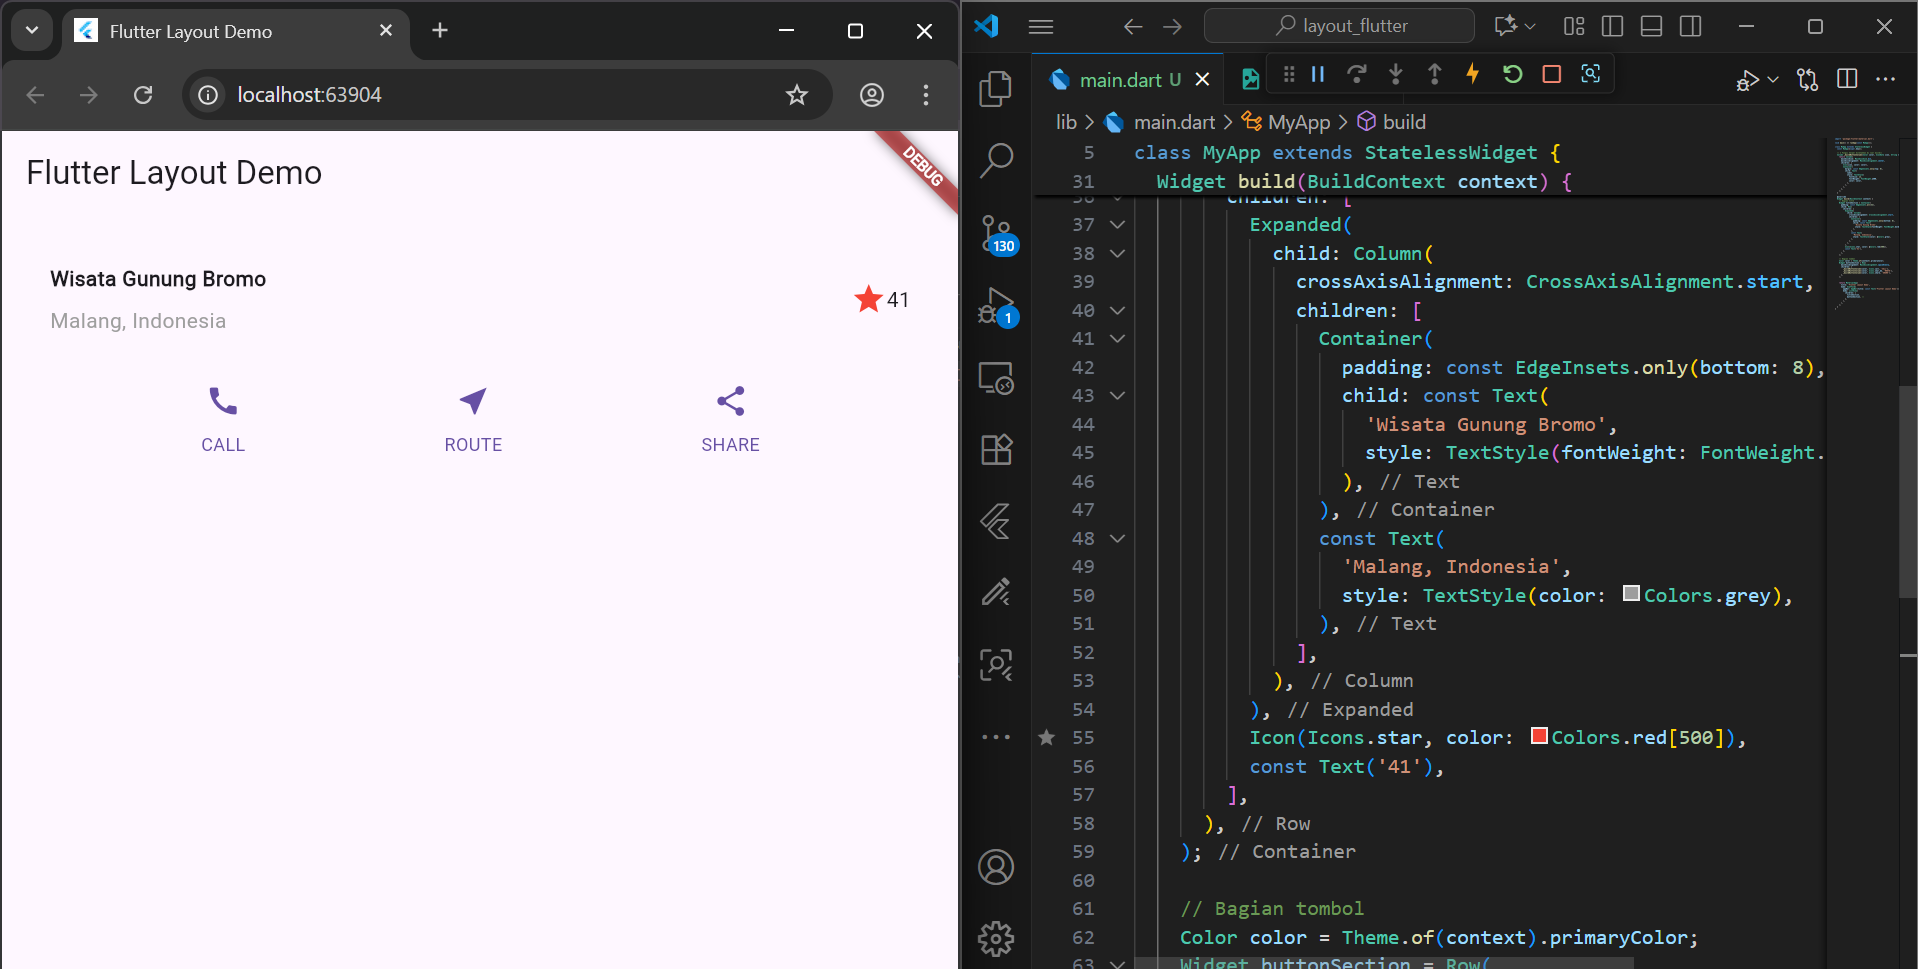 Flutter Layout Demo
localhost:63904
Flutter Layout Demo
DEBUG
Wisata Gunung Bromo
Malang, Indonesia
41
CALL
ROUTE
SHARE
layout_flutter
main.dart U
lib > main.dart > MyApp > build
130
1
5 class MyApp extends StatelessWidget {
31 Widget build(BuildContext context) {
36 children: [
37 Expanded(
38 child: Column(
39 crossAxisAlignment: CrossAxisAlignment.start,
40 children: [
41 Container(
42 padding: const EdgeInsets.only(bottom: 8),
43 child: const Text(
44 'Wisata Gunung Bromo',
45 style: TextStyle(fontWeight: FontWeight.
46 ), // Text
47 ), // Container
48 const Text(
49 'Malang, Indonesia',
50 style: TextStyle(color: Colors.grey),
51 ), // Text
52 ],
53 ), // Column
54 ), // Expanded
55 Icon(Icons.star, color: Colors.red[500]),
56 const Text('41'),
57 ],
58 ), // Row
59 ); // Container
60
61 // Bagian tombol
62 Color color = Theme.of(context).primaryColor;
63 Widget buttonSection = Row(